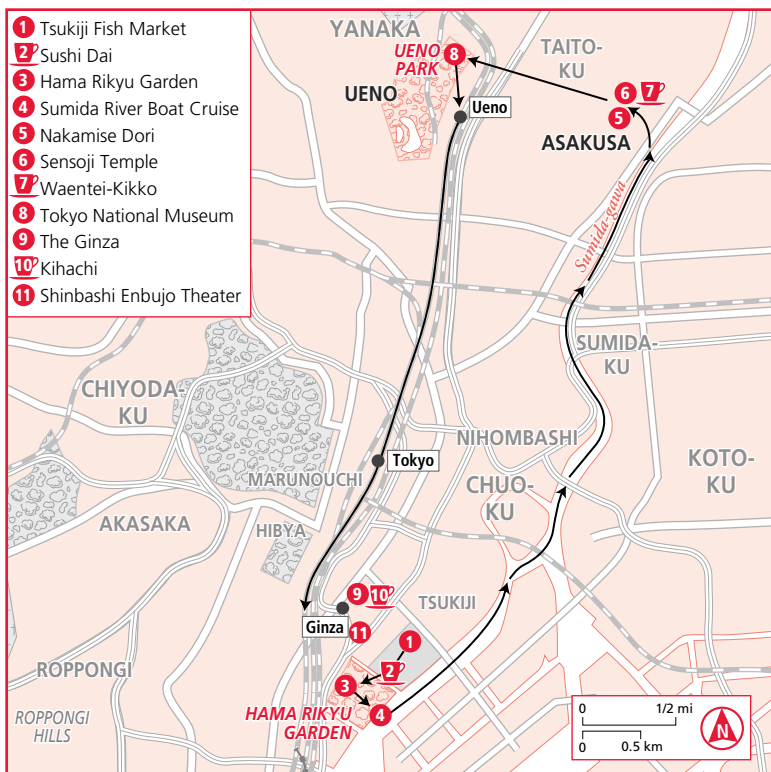 1 Tsukiji Fish Market
2 Sushi Dai
3 Hama Rikyu Garden
4 Sumida River Boat Cruise
5 Nakamise Dori
6 Sensoji Temple
7 Waentei-Kikko
8 Tokyo National Museum
9 The Ginza
10 Kihachi
11 Shinbashi Enbujo Theater
YANAKA
UENO
PARK
8
TAITO-
KU
UENO
Ueno
6 7
5
ASAKUSA
Sumida-gawa
SUMIDA-
KU
CHIYODA-
KU
NIHOMBASHI
Tokyo
MARUNOUCHI
CHUO-
KU
KOTO-
KU
AKASAKA
HIBYA
9 10
TSUKIJI
Ginza
11
1
2
3
4
ROPPONGI
HAMA RIKYU
GARDEN
ROPPONGI
HILLS
0 1/2 mi
0 0.5 km
N